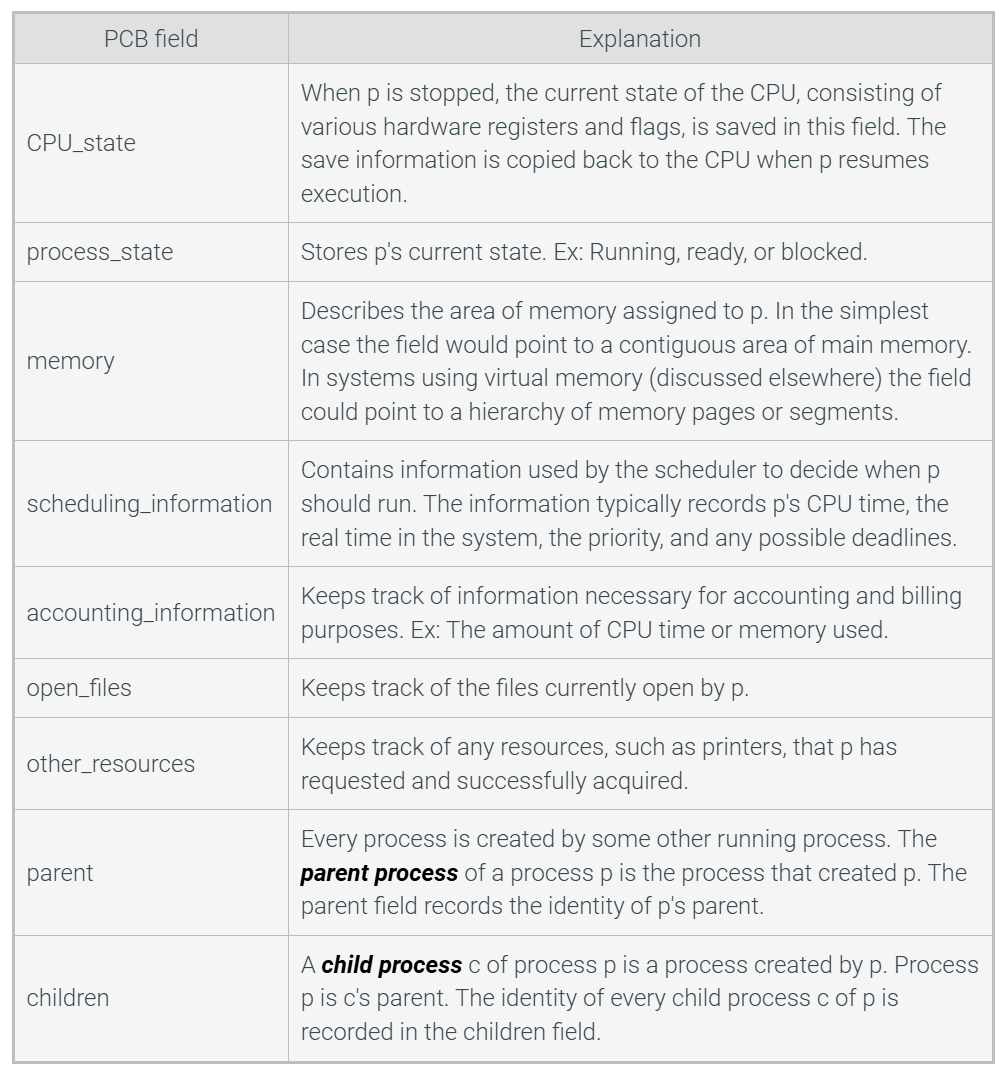 PCB field
Explanation
CPU_state
When p is stopped, the current state of the CPU, consisting of
various hardware registers and flags, is saved in this field. The
save information is copied back to the CPU when p resumes
execution.
process_state
Stores p's current state. Ex: Running, ready, or blocked.
memory
Describes the area of memory assigned to p. In the simplest
case the field would point to a contiguous area of main memory.
In systems using virtual memory (discussed elsewhere) the field
could point to a hierarchy of memory pages or segments.
scheduling_information
Contains information used by the scheduler to decide when p
should run. The information typically records p's CPU time, the
real time in the system, the priority, and any possible deadlines.
accounting_information
Keeps track of information necessary for accounting and billing
purposes. Ex: The amount of CPU time or memory used.
open_files
Keeps track of the files currently open by p.
other_resources
Keeps track of any resources, such as printers, that p has
requested and successfully acquired.
parent
Every process is created by some other running process. The
parent process of a process p is the process that created p. The
parent field records the identity of p's parent.
children
A child process c of process p is a process created by p. Process
p is c's parent. The identity of every child process c of p is
recorded in the children field.